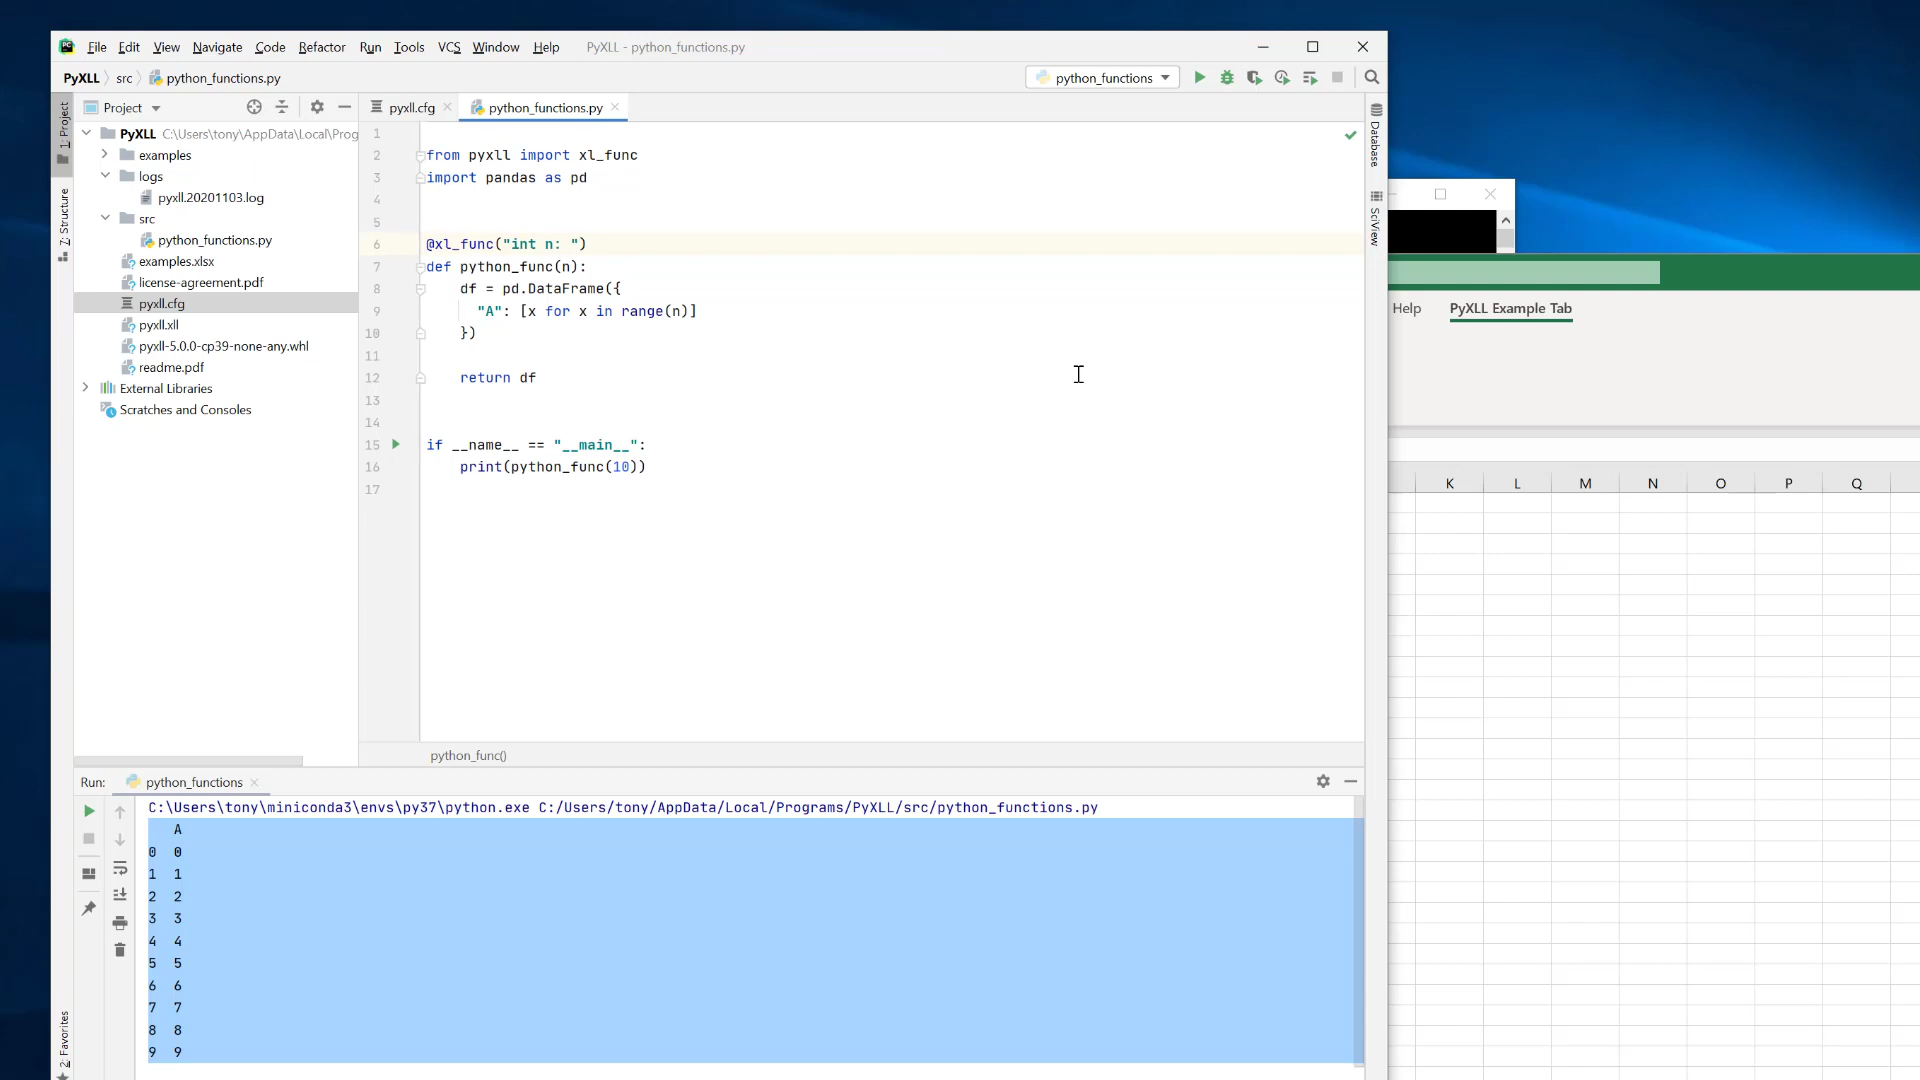 File Edit View Navigate Code Refactor Run Tools VCS Window Help PyXLL - python_functions.py
PyXLL src python_functions.py python_functions
Project pyxll.cfg python_functions.py
1: Project
7: Structure
2: Favorites
PyXLL C:\Users\tony\AppData\Local\Prog
examples
logs
pyxll.20201103.log
src
python_functions.py
examples.xlsx
license-agreement.pdf
pyxll.cfg
pyxll.xll
pyxll-5.0.0-cp39-none-any.whl
readme.pdf
External Libraries
Scratches and Consoles
1
2 from pyxll import xl_func
3 import pandas as pd
4
5
6 @xl_func("int n: ")
7 def python_func(n):
8 df = pd.DataFrame({
9 "A": [x for x in range(n)]
10 })
11
12 return df
13
14
15 if __name__ == "__main__":
16 print(python_func(10))
17
python_func()
Database
SciView
Help PyXLL Example Tab
K L M N O P Q
Run: python_functions
C:\Users\tony\miniconda3\envs\py37\python.exe C:/Users/tony/AppData/Local/Programs/PyXLL/src/python_functions.py
A
0 0
1 1
2 2
3 3
4 4
5 5
6 6
7 7
8 8
9 9